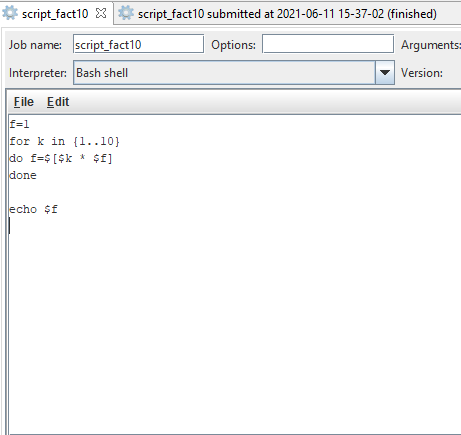 script_fact10 script_fact10 submitted at 2021-06-11 15-37-02 (finished)
Job name: script_fact10 Options: Arguments:
Interpreter: Bash shell Version:
File Edit
f=1
for k in {1..10}
do f=$[$k * $f]
done
echo $f